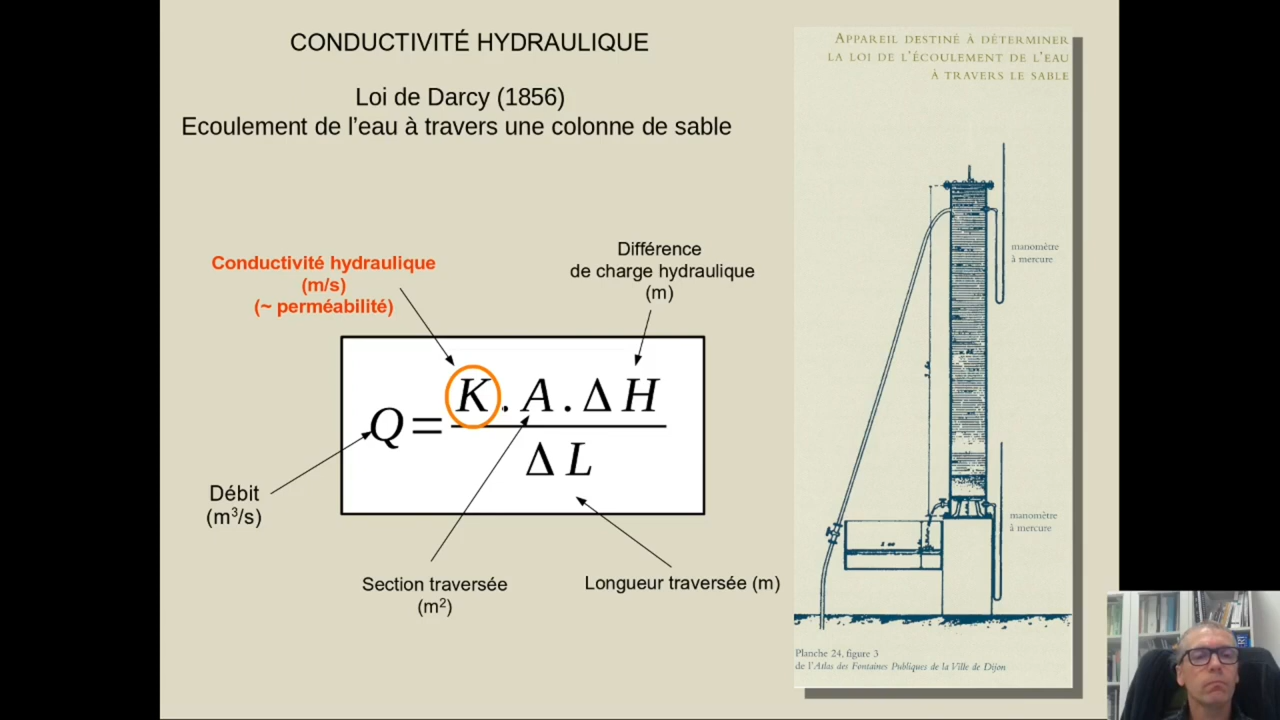 CONDUCTIVITÉ HYDRAULIQUE
Loi de Darcy (1856)
Ecoulement de l'eau à travers une colonne de sable
Conductivité hydraulique
(m/s)
(~ perméabilité)
Différence
de charge hydraulique
(m)
Q = K . A . Δ H / Δ L
Débit
(m³/s)
Section traversée
(m²)
Longueur traversée (m)
APPAREIL DESTINÉ À DÉTERMINER
LA LOI DE L'ÉCOULEMENT DE L'EAU
À TRAVERS LE SABLE
manomètre
à mercure
manomètre
à mercure
Planche 24, figure 3
de l'Atlas des Fontaines Publiques de la Ville de Dijon